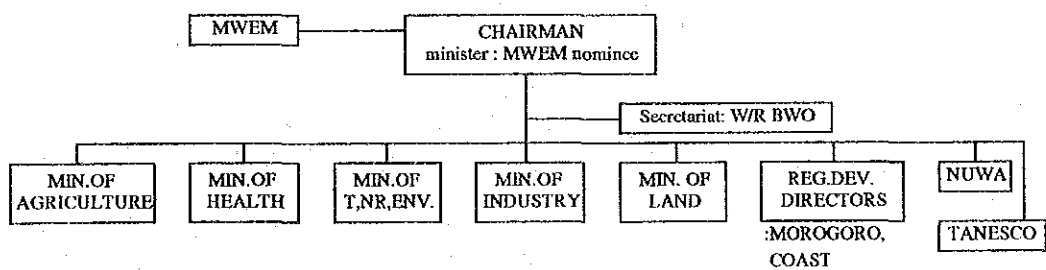 MWEM
CHAIRMAN
minister : MWEM nominee
Secretariat: W/R BWO
MIN.OF
AGRICULTURE
MIN.OF
HEALTH
MIN.OF
T,NR,ENV.
MIN.OF
INDUSTRY
MIN. OF
LAND
REG.DEV.
DIRECTORS
:MOROGORO,
COAST
NUWA
TANESCO